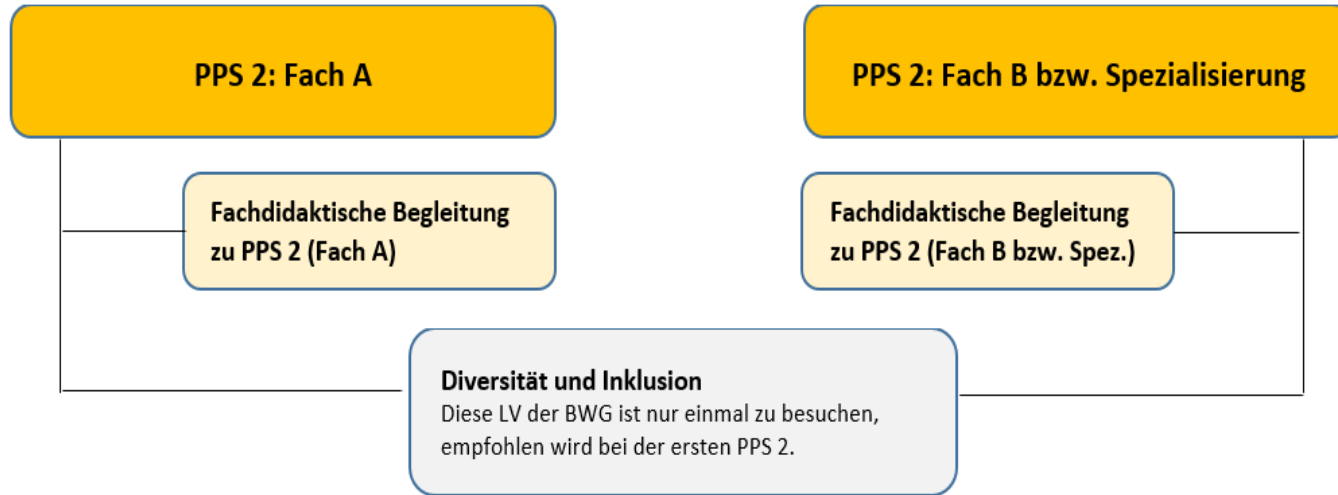 PPS 2: Fach A
PPS 2: Fach B bzw. Spezialisierung
Fachdidaktische Begleitung
zu PPS 2 (Fach A)
Fachdidaktische Begleitung
zu PPS 2 (Fach B bzw. Spez.)
Diversität und Inklusion
Diese LV der BWG ist nur einmal zu besuchen,
empfohlen wird bei der ersten PPS 2.